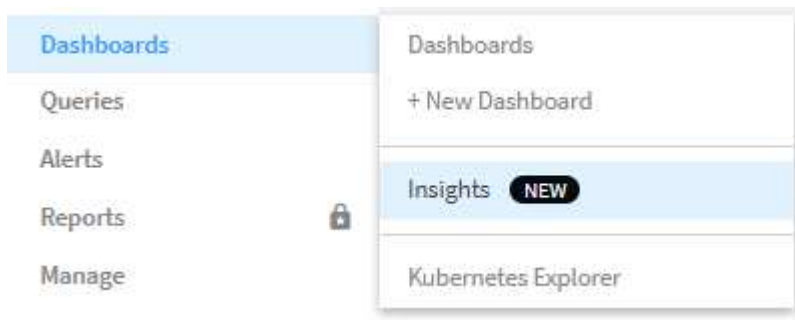 Dashboards
Queries
Alerts
Reports
Manage
Dashboards
+ New Dashboard
Insights NEW
Kubernetes Explorer